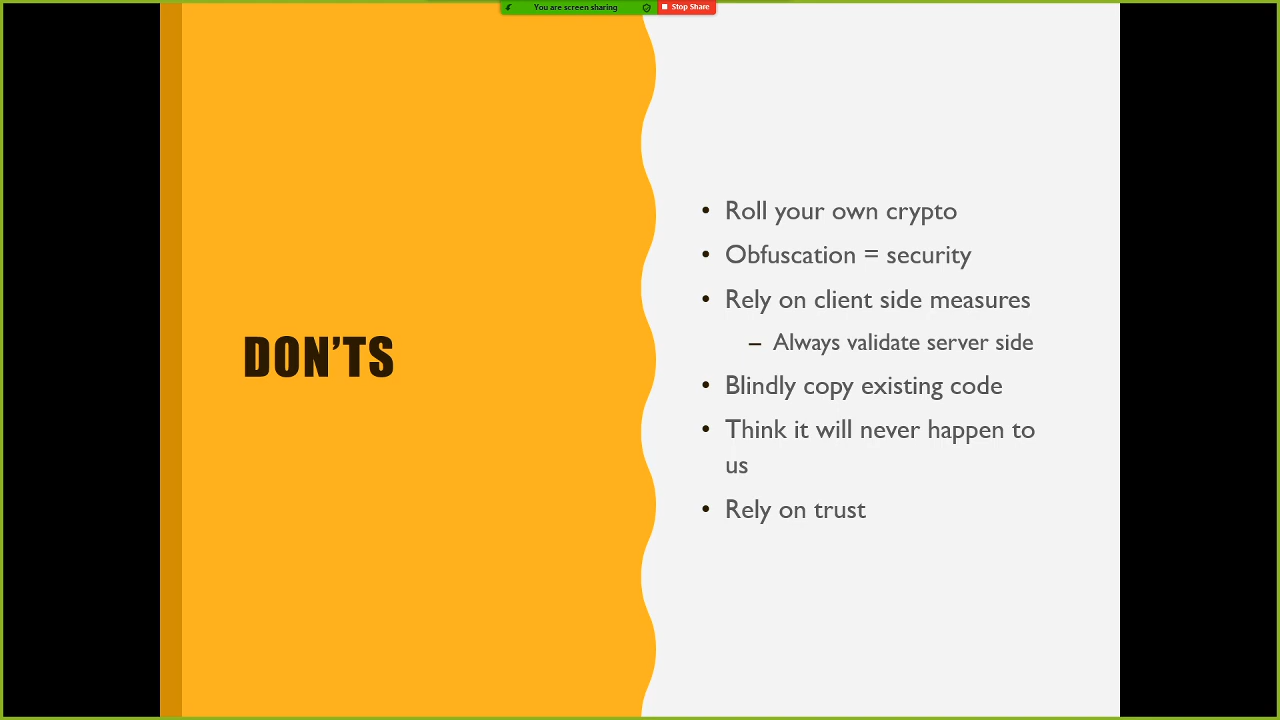 You are screen sharing
Stop Share
DON'TS
• Roll your own crypto
• Obfuscation = security
• Rely on client side measures
– Always validate server side
• Blindly copy existing code
• Think it will never happen to
us
• Rely on trust